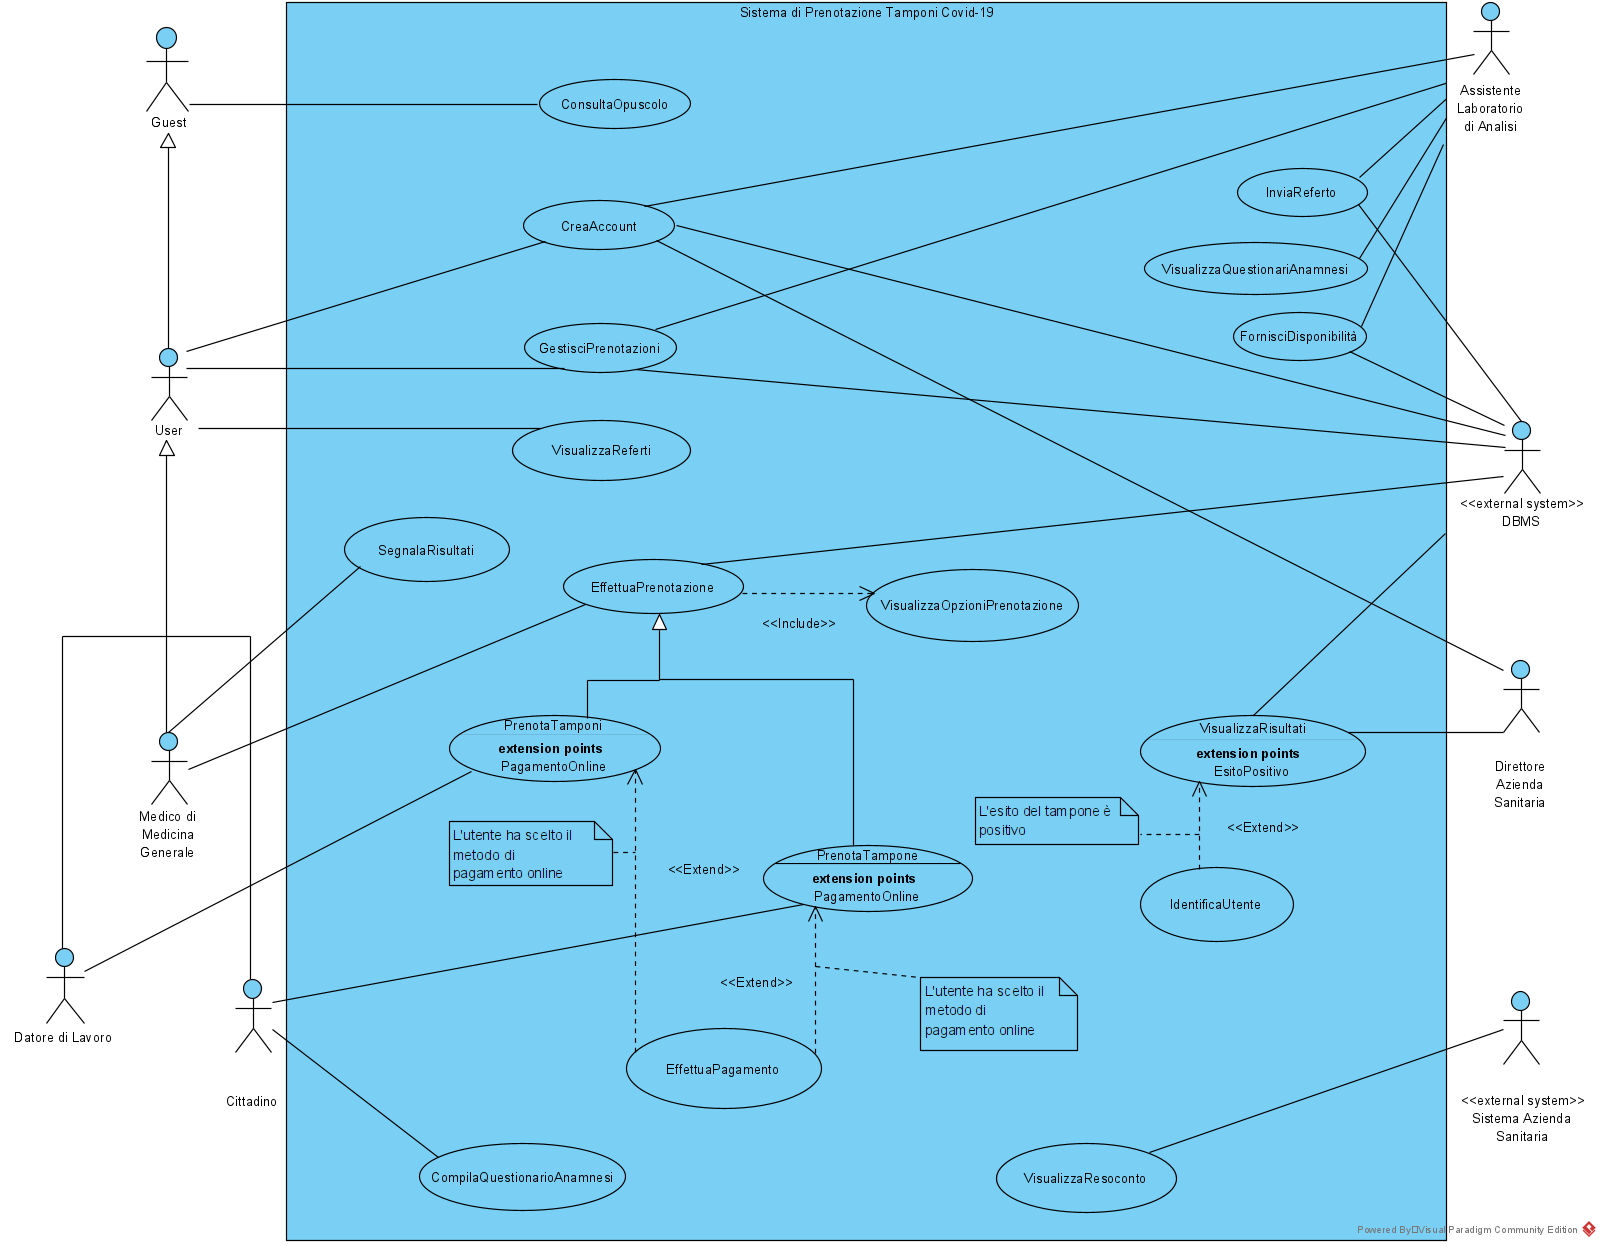 Sistema di Prenotazione Tamponi Covid-19
Guest
ConsultaOpuscolo
Assistente
Laboratorio
di Analisi
InviaReferto
CreaAccount
VisualizzaQuestionariAnamnesi
FornisciDisponibilità
GestisciPrenotazioni
User
VisualizzaReferti
<<external system>>
DBMS
SegnalaRisultati
EffettuaPrenotazione
VisualizzaOpzioniPrenotazione
<<Include>>
PrenotaTamponi
extension points
PagamentoOnline
VisualizzaRisultati
extension points
EsitoPositivo
Direttore
Azienda
Sanitaria
Medico di
Medicina
Generale
L'utente ha scelto il
metodo di
pagamento online
L'esito del tampone è
positivo
<<Extend>>
<<Extend>>
PrenotaTampone
extension points
PagamentoOnline
IdentificaUtente
<<Extend>>
L'utente ha scelto il
metodo di
pagamento online
Datore di Lavoro
EffettuaPagamento
Cittadino
<<external system>>
Sistema Azienda
Sanitaria
CompilaQuestionarioAnamnesi
VisualizzaResoconto
Powered By Visual Paradigm Community Edition